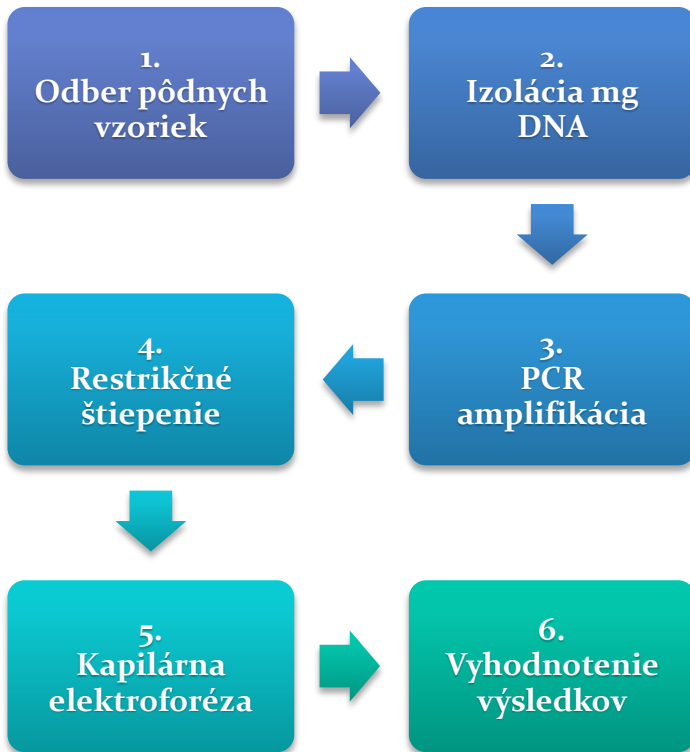 1.
Odber pôdnych
vzoriek
2.
Izolácia mg
DNA
3.
PCR
amplifikácia
4.
Restrikčné
štiepenie
5.
Kapilárna
elektroforéza
6.
Vyhodnotenie
výsledkov